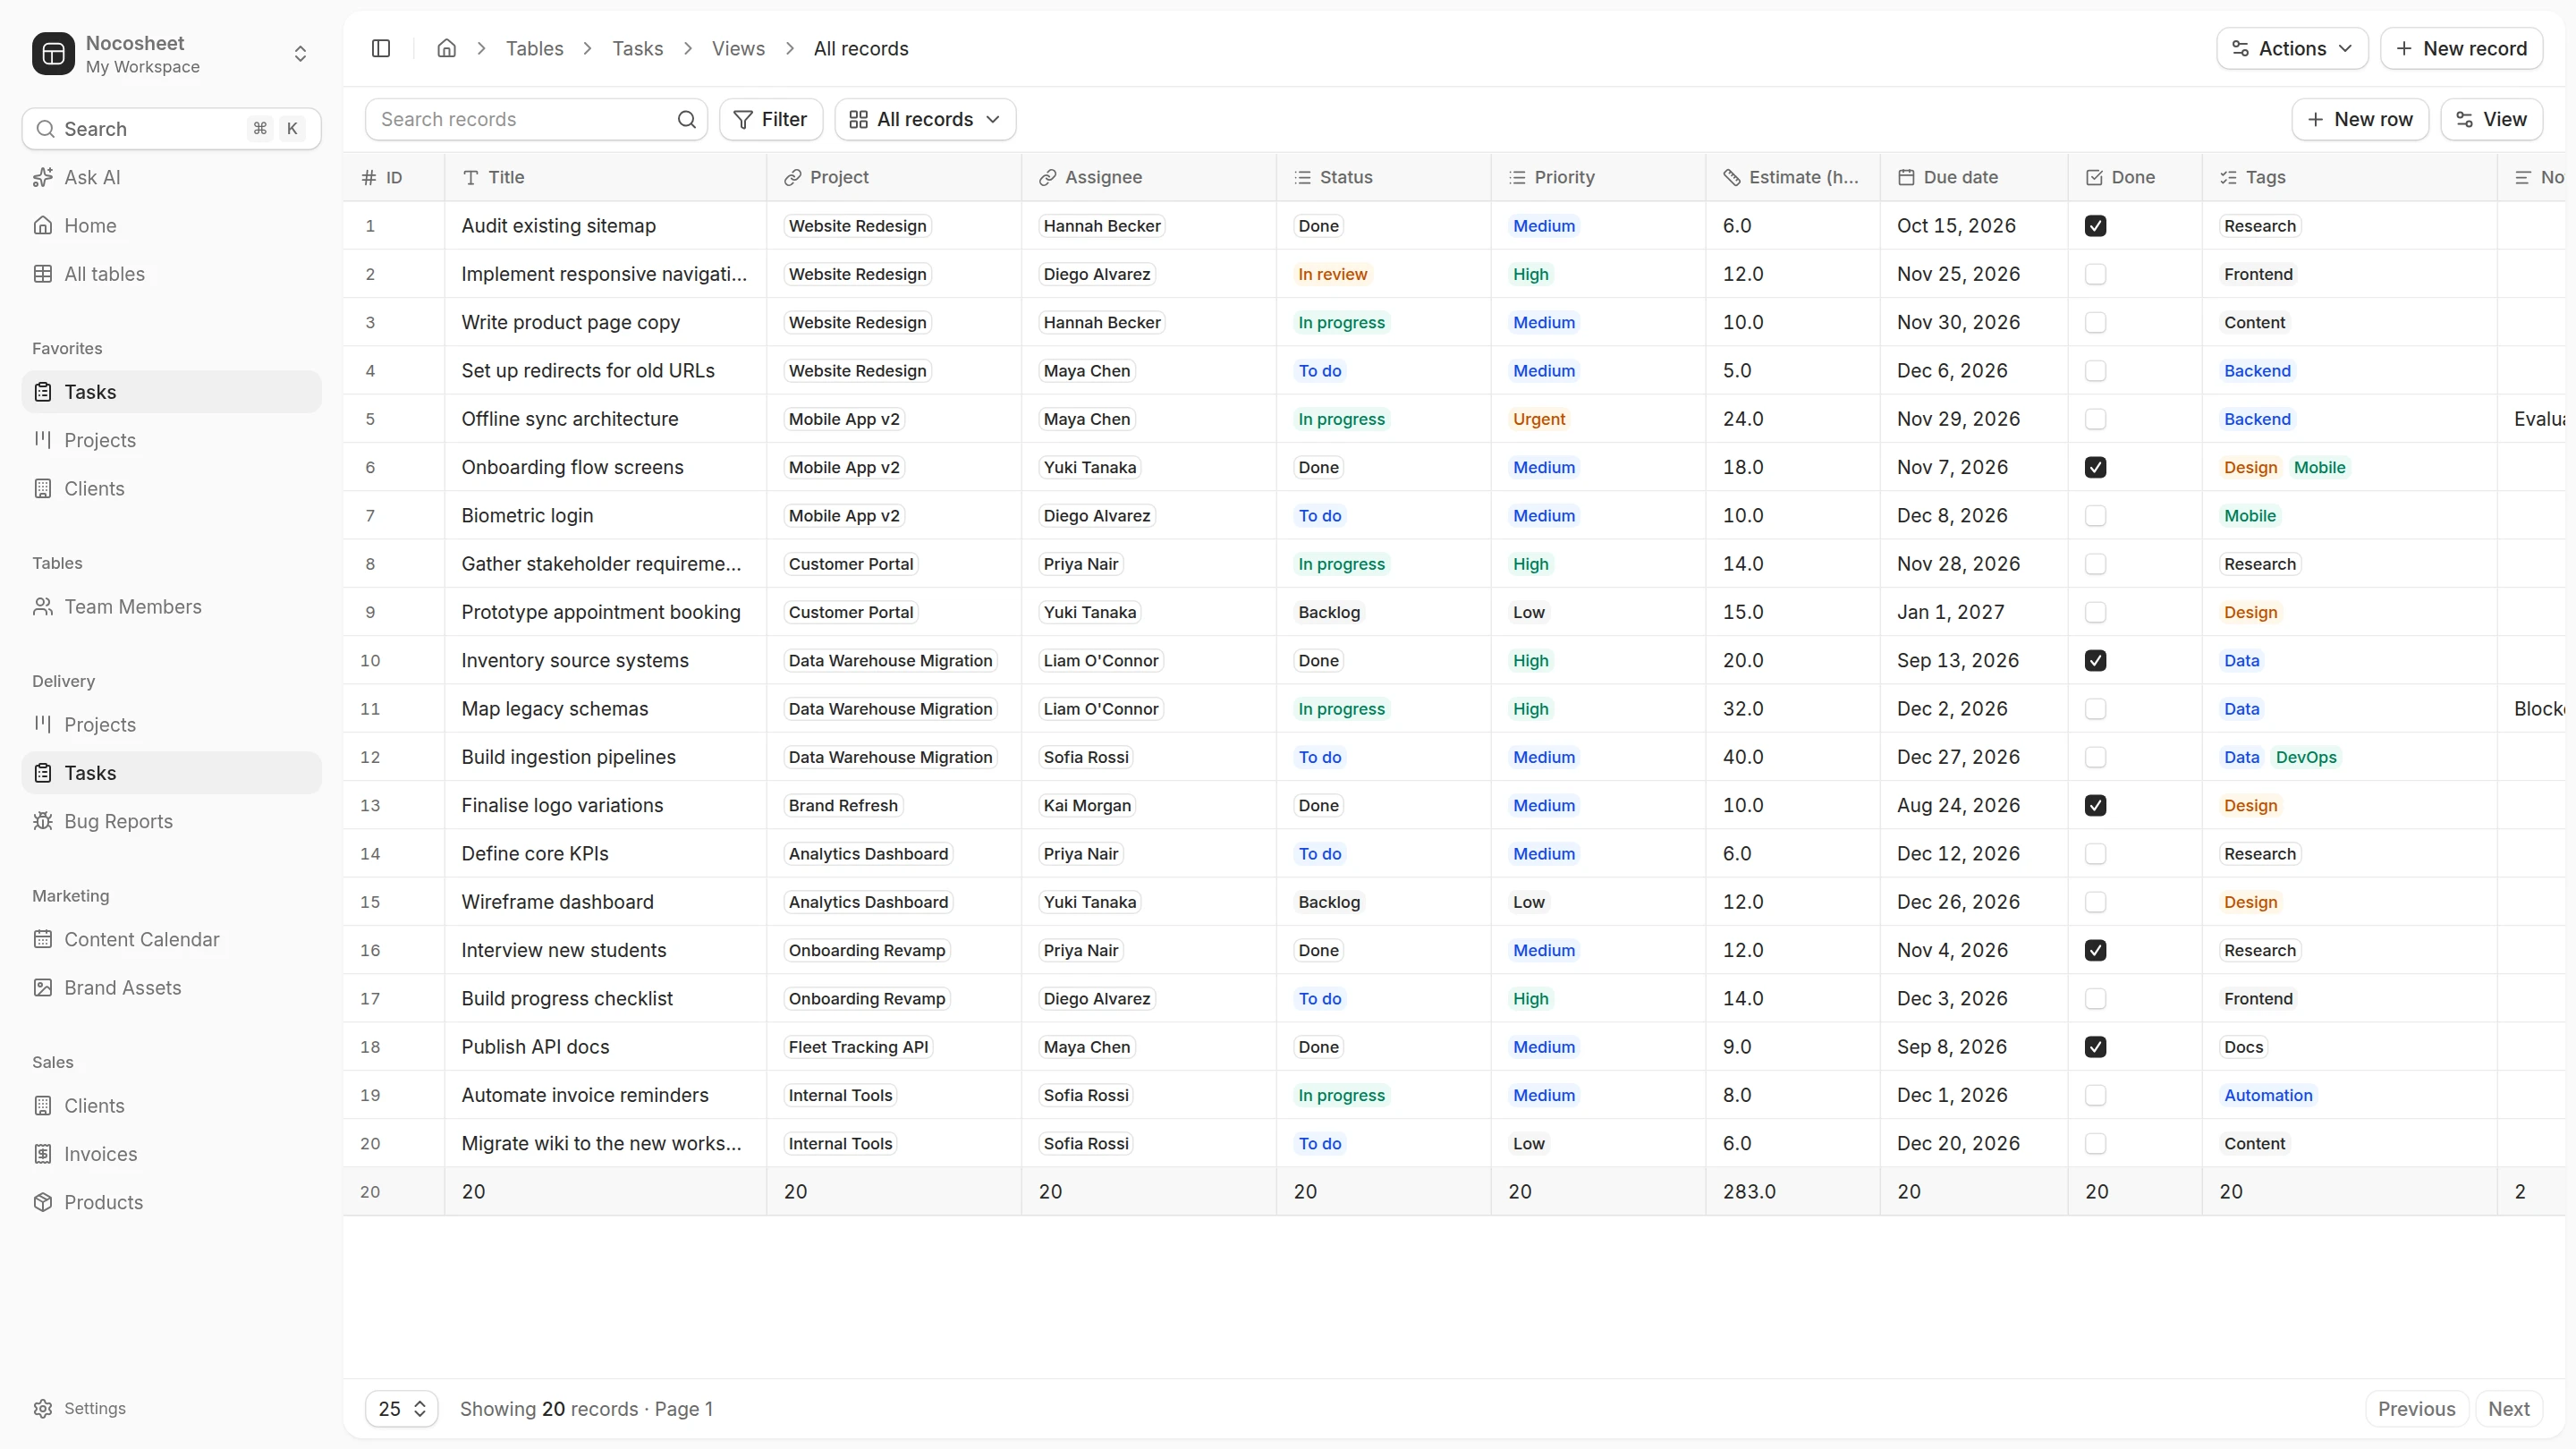 Nocosheet
My Workspace
Search ⌘ K
Ask AI
Home
All tables
Favorites
Tasks
Projects
Clients
Tables
Team Members
Delivery
Projects
Tasks
Bug Reports
Marketing
Content Calendar
Brand Assets
Sales
Clients
Invoices
Products
Settings
Tables Tasks Views All records
Actions New record
Search records Filter All records New row View
ID Title Project Assignee Status Priority Estimate (h... Due date Done Tags No
1 Audit existing sitemap Website Redesign Hannah Becker Done Medium 6.0 Oct 15, 2026 Research
2 Implement responsive navigati... Website Redesign Diego Alvarez In review High 12.0 Nov 25, 2026 Frontend
3 Write product page copy Website Redesign Hannah Becker In progress Medium 10.0 Nov 30, 2026 Content
4 Set up redirects for old URLs Website Redesign Maya Chen To do Medium 5.0 Dec 6, 2026 Backend
5 Offline sync architecture Mobile App v2 Maya Chen In progress Urgent 24.0 Nov 29, 2026 Backend Evalua
6 Onboarding flow screens Mobile App v2 Yuki Tanaka Done Medium 18.0 Nov 7, 2026 Design Mobile
7 Biometric login Mobile App v2 Diego Alvarez To do Medium 10.0 Dec 8, 2026 Mobile
8 Gather stakeholder requireme... Customer Portal Priya Nair In progress High 14.0 Nov 28, 2026 Research
9 Prototype appointment booking Customer Portal Yuki Tanaka Backlog Low 15.0 Jan 1, 2027 Design
10 Inventory source systems Data Warehouse Migration Liam O'Connor Done High 20.0 Sep 13, 2026 Data
11 Map legacy schemas Data Warehouse Migration Liam O'Connor In progress High 32.0 Dec 2, 2026 Data Blocke
12 Build ingestion pipelines Data Warehouse Migration Sofia Rossi To do Medium 40.0 Dec 27, 2026 Data DevOps
13 Finalise logo variations Brand Refresh Kai Morgan Done Medium 10.0 Aug 24, 2026 Design
14 Define core KPIs Analytics Dashboard Priya Nair To do Medium 6.0 Dec 12, 2026 Research
15 Wireframe dashboard Analytics Dashboard Yuki Tanaka Backlog Low 12.0 Dec 26, 2026 Design
16 Interview new students Onboarding Revamp Priya Nair Done Medium 12.0 Nov 4, 2026 Research
17 Build progress checklist Onboarding Revamp Diego Alvarez To do High 14.0 Dec 3, 2026 Frontend
18 Publish API docs Fleet Tracking API Maya Chen Done Medium 9.0 Sep 8, 2026 Docs
19 Automate invoice reminders Internal Tools Sofia Rossi In progress Medium 8.0 Dec 1, 2026 Automation
20 Migrate wiki to the new works... Internal Tools Sofia Rossi To do Low 6.0 Dec 20, 2026 Content
20 20 20 20 20 20 283.0 20 20 20 2
25 Showing 20 records · Page 1 Previous Next